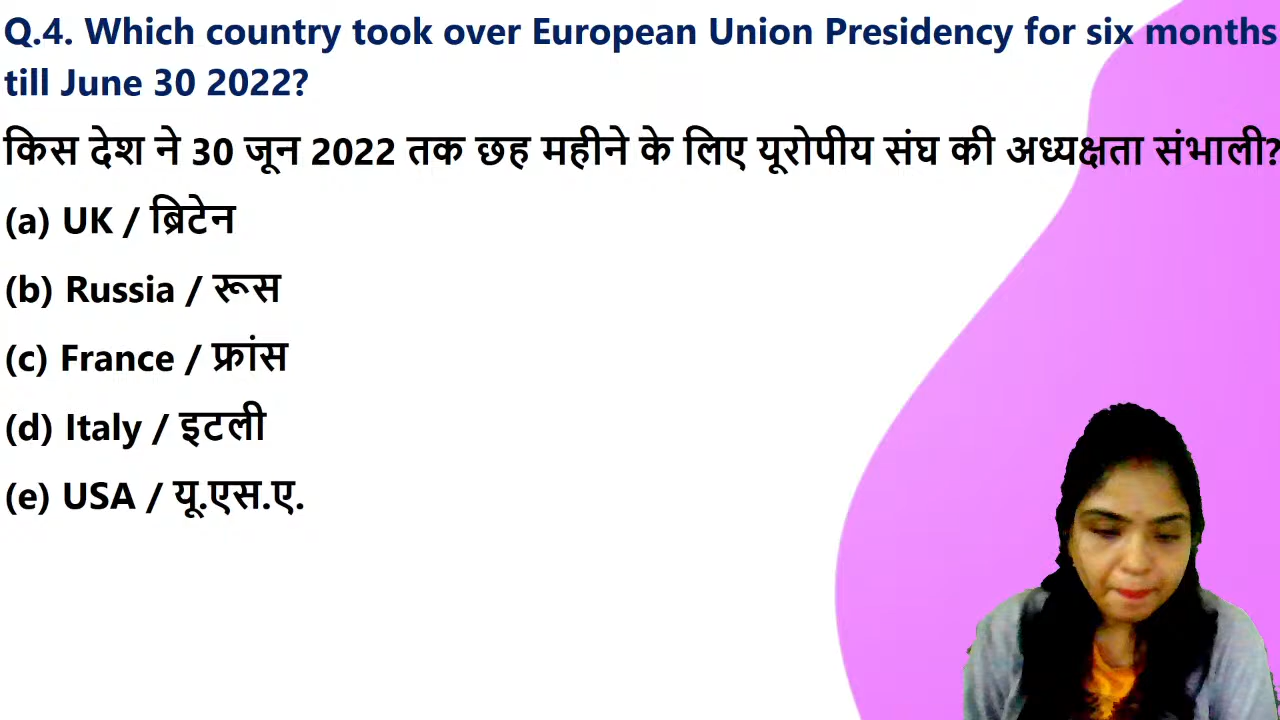 Q.4. Which country took over European Union Presidency for six months
till June 30 2022?
किस देश ने 30 जून 2022 तक छह महीने के लिए यूरोपीय संघ की अध्यक्षता संभाली?
(a) UK / ब्रिटेन
(b) Russia / रूस
(c) France / फ्रांस
(d) Italy / इटली
(e) USA / यू.एस.ए.